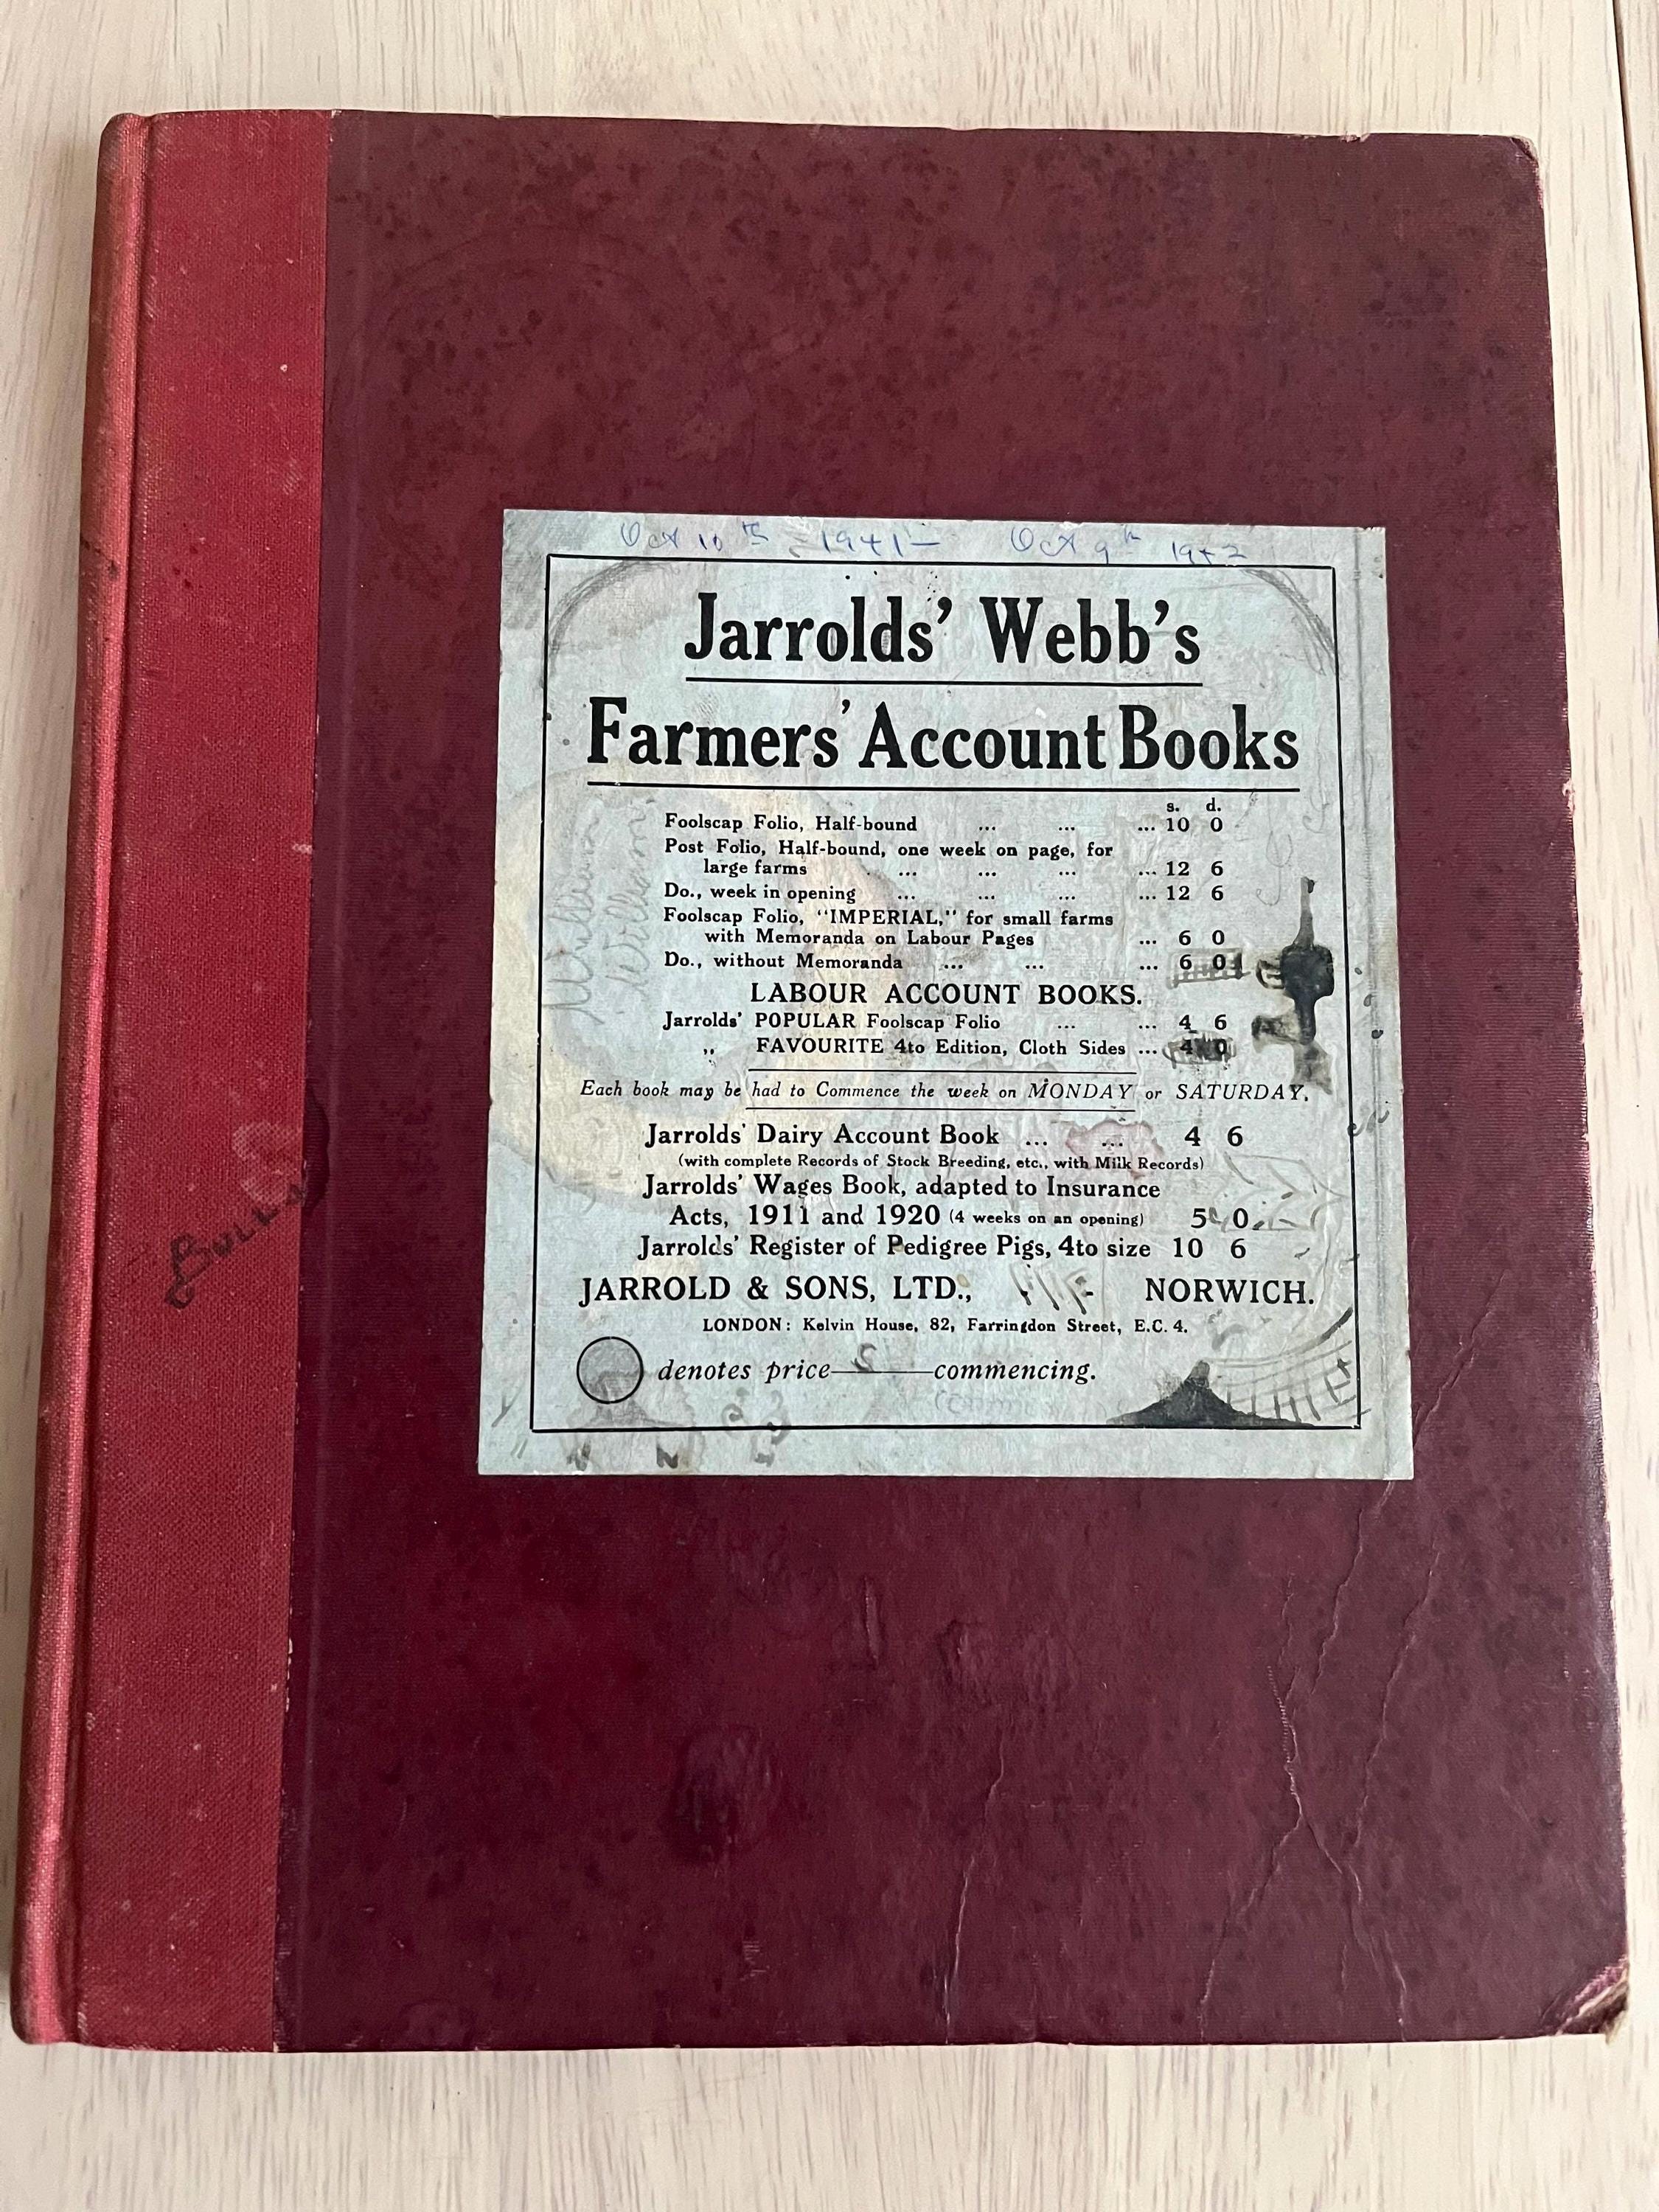 Oct 10th 1941 - Oct 9th 1942
Jarrolds' Webb's
Farmers' Account Books
s. d.
Foolscap Folio, Half-bound ... ... ... 10 0
Post Folio, Half-bound, one week on page, for
large farms ... ... ... ... 12 6
Do., week in opening ... ... ... ... 12 6
Foolscap Folio, "IMPERIAL," for small farms
with Memoranda on Labour Pages ... 6 0
Do., without Memoranda ... ... ... 6 0
LABOUR ACCOUNT BOOKS.
Jarrolds' POPULAR Foolscap Folio ... ... 4 6
,, FAVOURITE 4to Edition, Cloth Sides ... 4 0
Each book may be had to Commence the week on MONDAY or SATURDAY.
Jarrolds' Dairy Account Book ... ... 4 6
(with complete Records of Stock Breeding, etc., with Milk Records)
Jarrolds' Wages Book, adapted to Insurance
Acts, 1911 and 1920 (4 weeks on an opening) 5 0
Jarrolds' Register of Pedigree Pigs, 4to size 10 6
JARROLD & SONS, LTD., NORWICH.
LONDON: Kelvin House, 82, Farringdon Street, E.C. 4.
denotes price commencing.